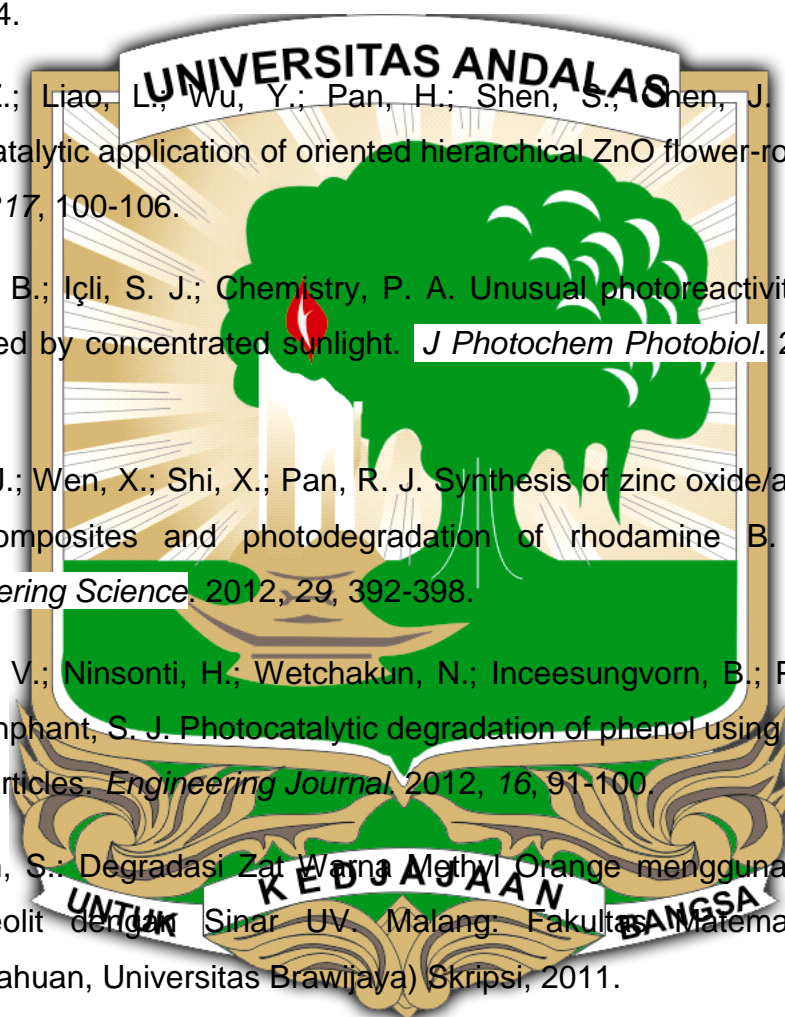 4.
UNIVERSITAS ANDALAS
Z.; Liao, L.; Wu, Y.; Pan, H.; Shen, S.; Chen, J.
atalytic application of oriented hierarchical ZnO flower-ro
217, 100-106.
B.; Içli, S. J.; Chemistry, P. A. Unusual photoreactivit
ed by concentrated sunlight. J Photochem Photobiol. 2
J.; Wen, X.; Shi, X.; Pan, R. J. Synthesis of zinc oxide/a
omposites and photodegradation of rhodamine B.
ering Science. 2012, 29, 392-398.
V.; Ninsonti, H.; Wetchakun, N.; Inceesungvorn, B.; P
nphant, S. J. Photocatalytic degradation of phenol using
rticles. Engineering Journal. 2012, 16, 91-100.
n, S.: Degradasi Zat Warna Methyl Orange mengguna
eolit dengan Sinar UV. Malang: Fakultas Matema
ahuan, Universitas Brawijaya) Skripsi, 2011.
UNTUK KEDJAJAAN BANGSA